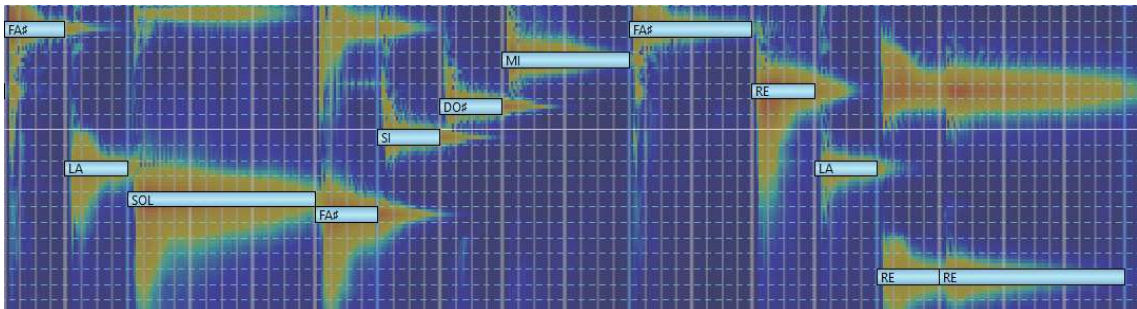 FA♯ FA♯
MI
RE
DO♯
SI
LA LA
SOL
FA♯
RE RE